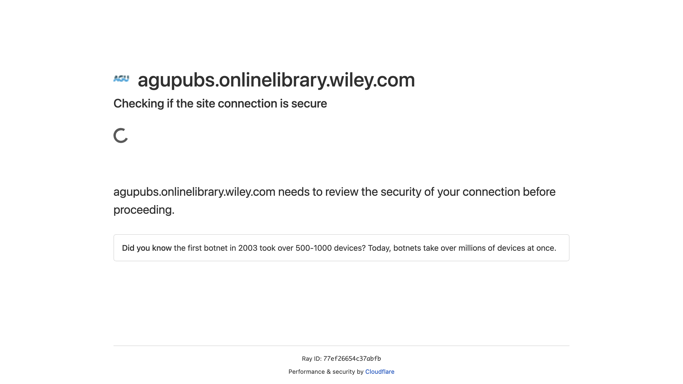 AGU agupubs.onlinelibrary.wiley.com
Checking if the site connection is secure
agupubs.onlinelibrary.wiley.com needs to review the security of your connection before
proceeding.
Did you know the first botnet in 2003 took over 500-1000 devices? Today, botnets take over millions of devices at once.
Ray ID: 77ef26654c37abfb
Performance & security by Cloudflare